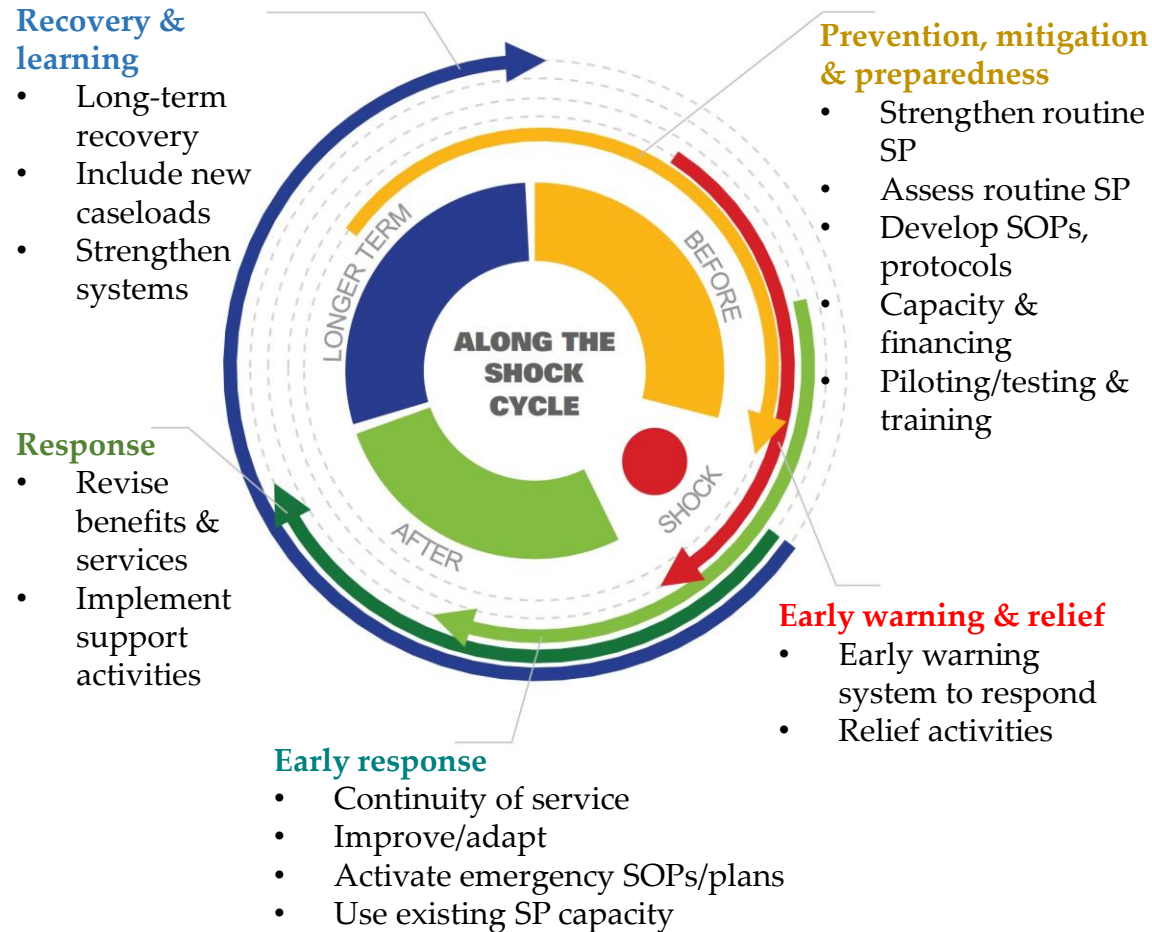 Recovery &
learning
• Long-term
recovery
• Include new
caseloads
• Strengthen
systems
Prevention, mitigation
& preparedness
• Strengthen routine
SP
• Assess routine SP
• Develop SOPs,
protocols
• Capacity &
financing
• Piloting/testing &
training
LONGER TERM
BEFORE
ALONG THE
SHOCK
CYCLE
SHOCK
AFTER
Response
• Revise
benefits &
services
• Implement
support
activities
Early warning & relief
• Early warning
system to respond
• Relief activities
Early response
• Continuity of service
• Improve/adapt
• Activate emergency SOPs/plans
• Use existing SP capacity